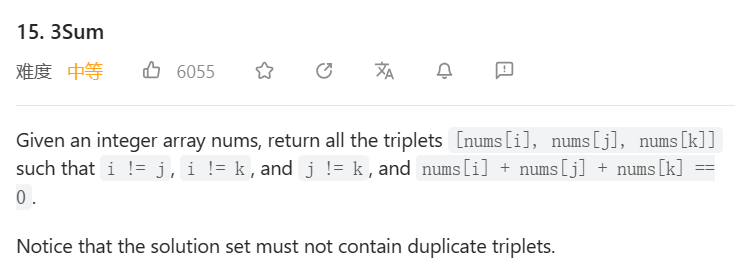 15. 3Sum
难度 中等 6055
Given an integer array nums, return all the triplets [nums[i], nums[j], nums[k]]
such that i != j, i != k, and j != k, and nums[i] + nums[j] + nums[k] ==
0.
Notice that the solution set must not contain duplicate triplets.